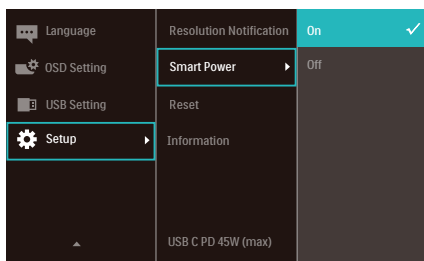 Language
OSD Setting
USB Setting
Setup
Resolution Notification
Smart Power
Reset
Information
USB C PD 45W (max)
On
Off